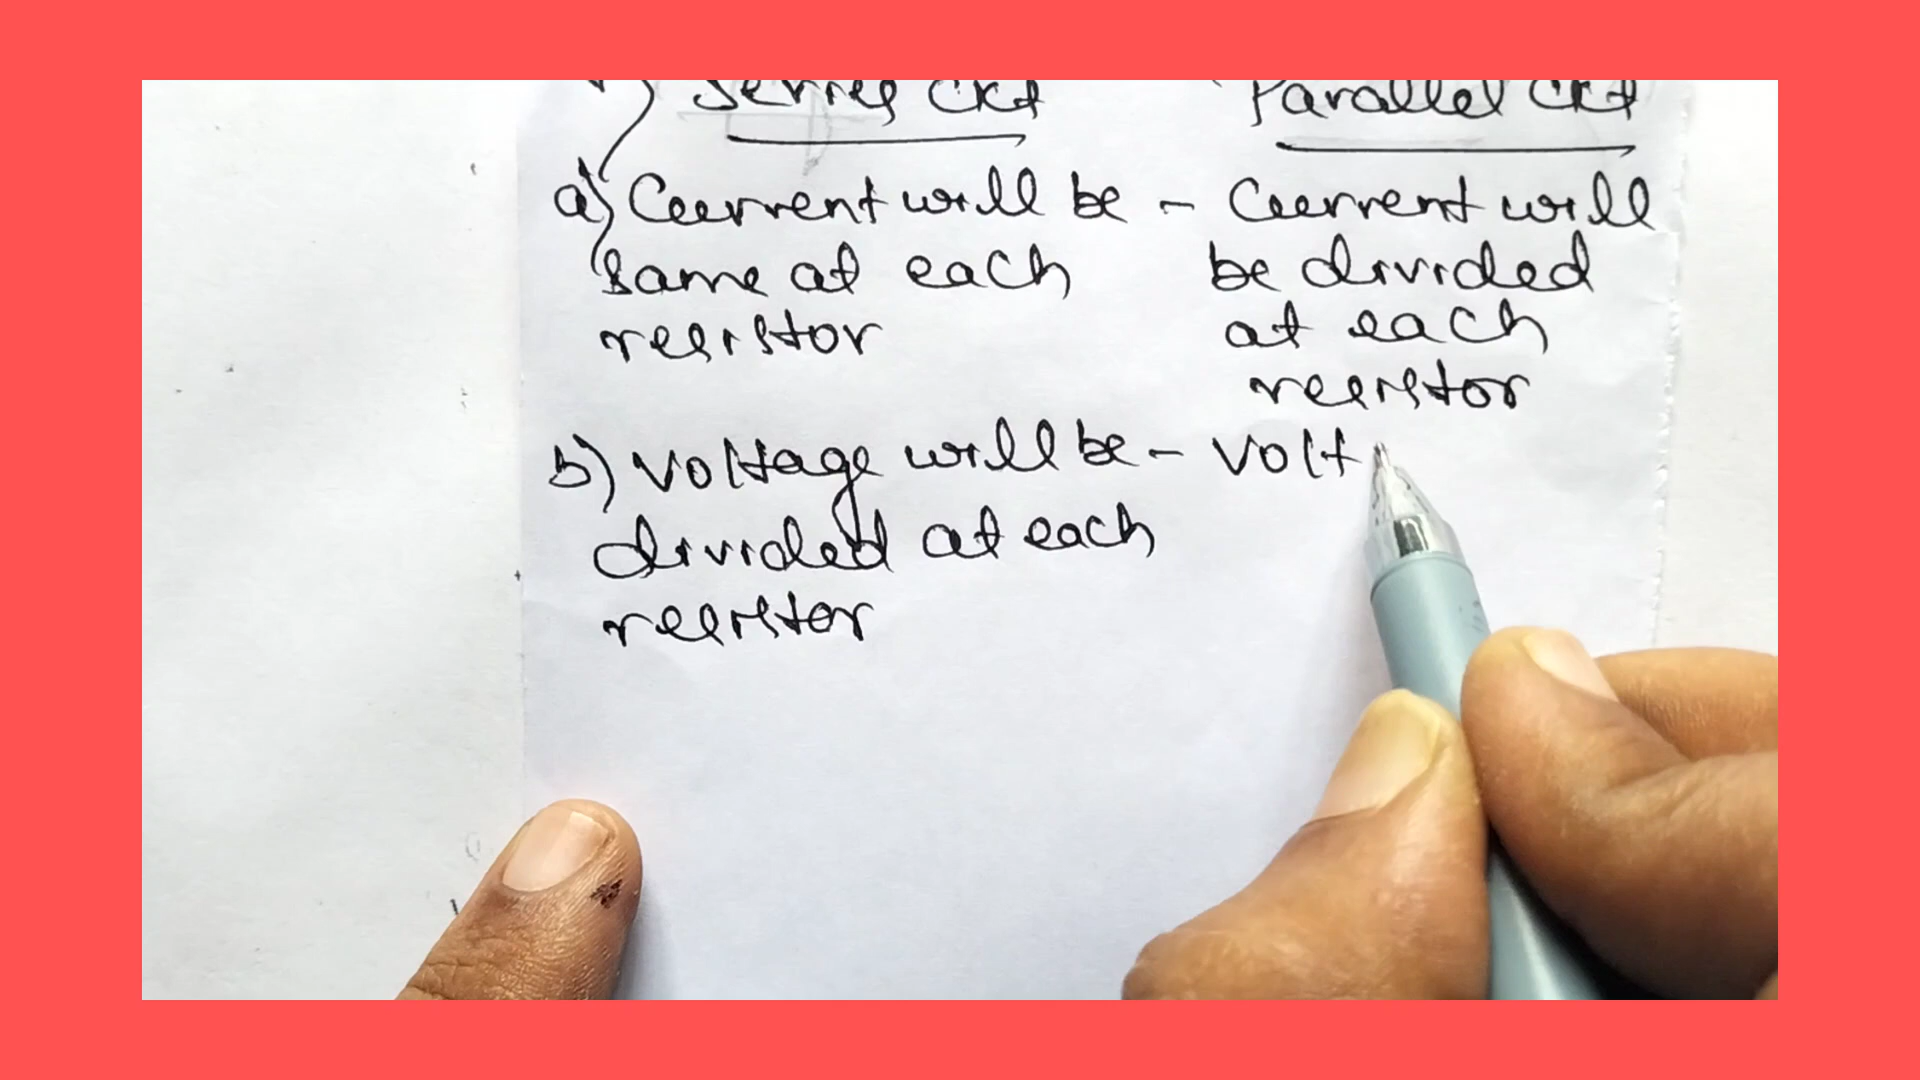 Series Ckt Parallel Ckt
a) Current will be - Current will
same at each be divided
resistor at each
resistor
b) Voltage will be - Volt
divided at each
resistor